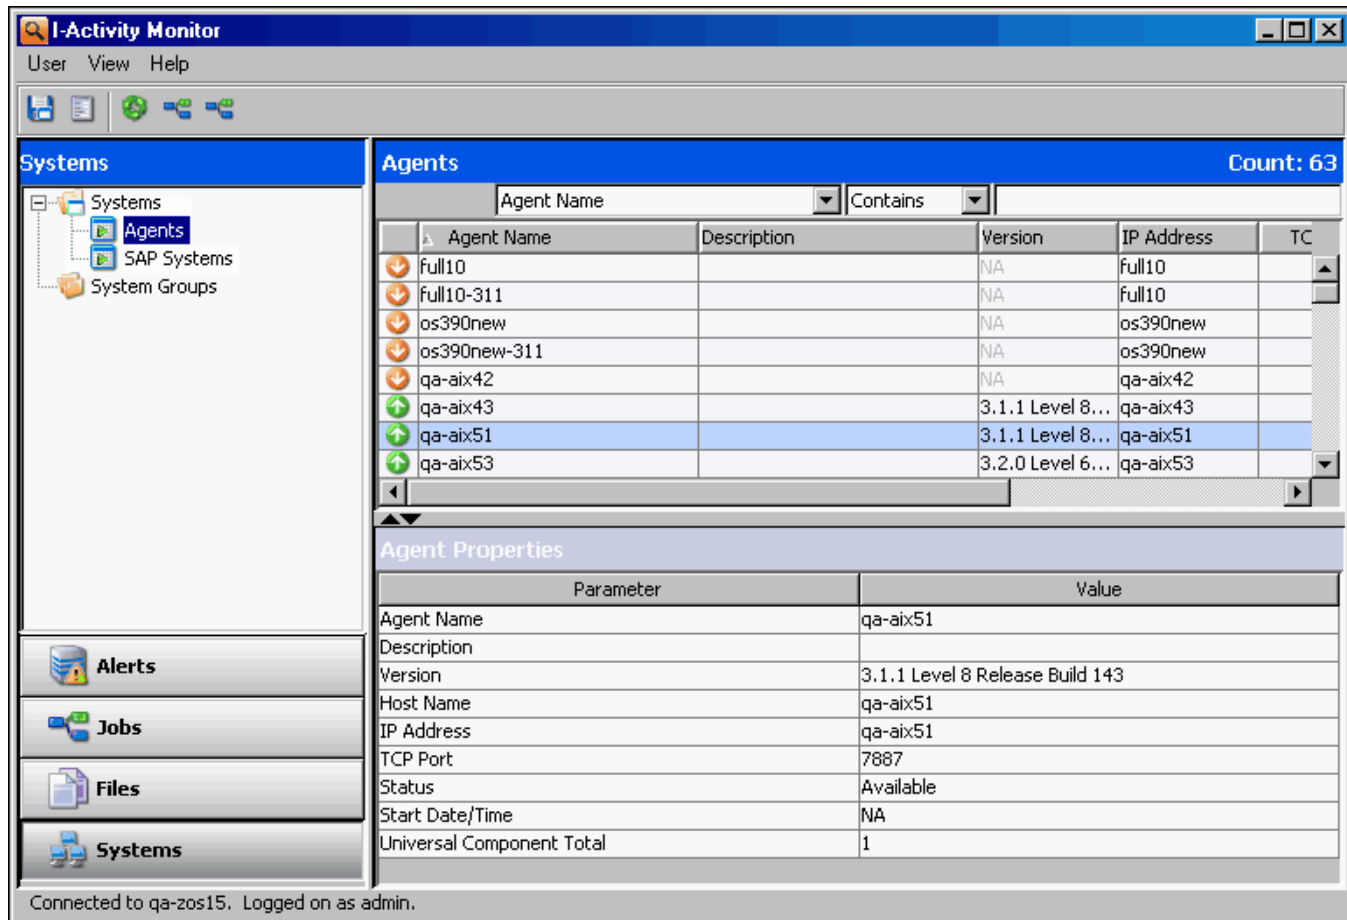 I-Activity Monitor
User View Help
Systems
Systems
Agents
SAP Systems
System Groups
Alerts
Jobs
Files
Systems
Agents Count: 63
Agent Name Contains
Agent Name Description Version IP Address TC
full10 NA full10
full10-311 NA full10
os390new NA os390new
os390new-311 NA os390new
qa-aix42 NA qa-aix42
qa-aix43 3.1.1 Level 8... qa-aix43
qa-aix51 3.1.1 Level 8... qa-aix51
qa-aix53 3.2.0 Level 6... qa-aix53
Agent Properties
Parameter Value
Agent Name qa-aix51
Description
Version 3.1.1 Level 8 Release Build 143
Host Name qa-aix51
IP Address qa-aix51
TCP Port 7887
Status Available
Start Date/Time NA
Universal Component Total 1
Connected to qa-zos15. Logged on as admin.